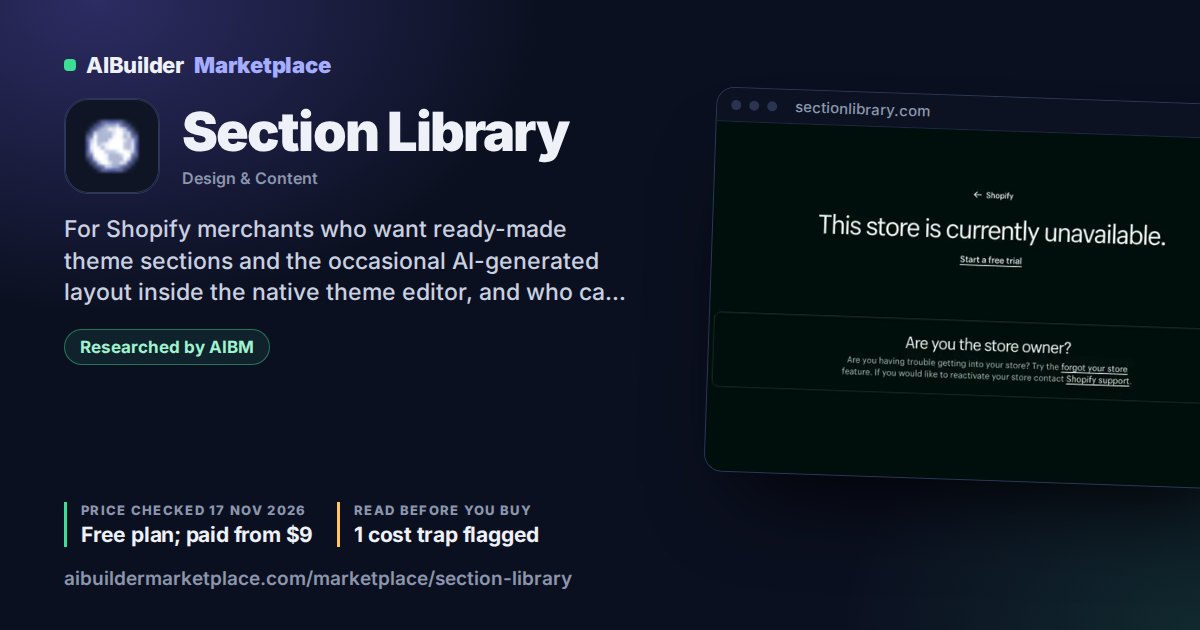 AIBuilder Marketplace
Section Library
Design & Content
For Shopify merchants who want ready-made
theme sections and the occasional AI-generated
layout inside the native theme editor, and who ca...
Researched by AIBM
PRICE CHECKED 17 NOV 2026
Free plan; paid from $9
READ BEFORE YOU BUY
1 cost trap flagged
aibuildermarketplace.com/marketplace/section-library
sectionlibrary.com
← Shopify
This store is currently unavailable.
Start a free trial
Are you the store owner?
Are you having trouble getting into your store? Try the forgot your store
feature. If you would like to reactivate your store contact Shopify support.